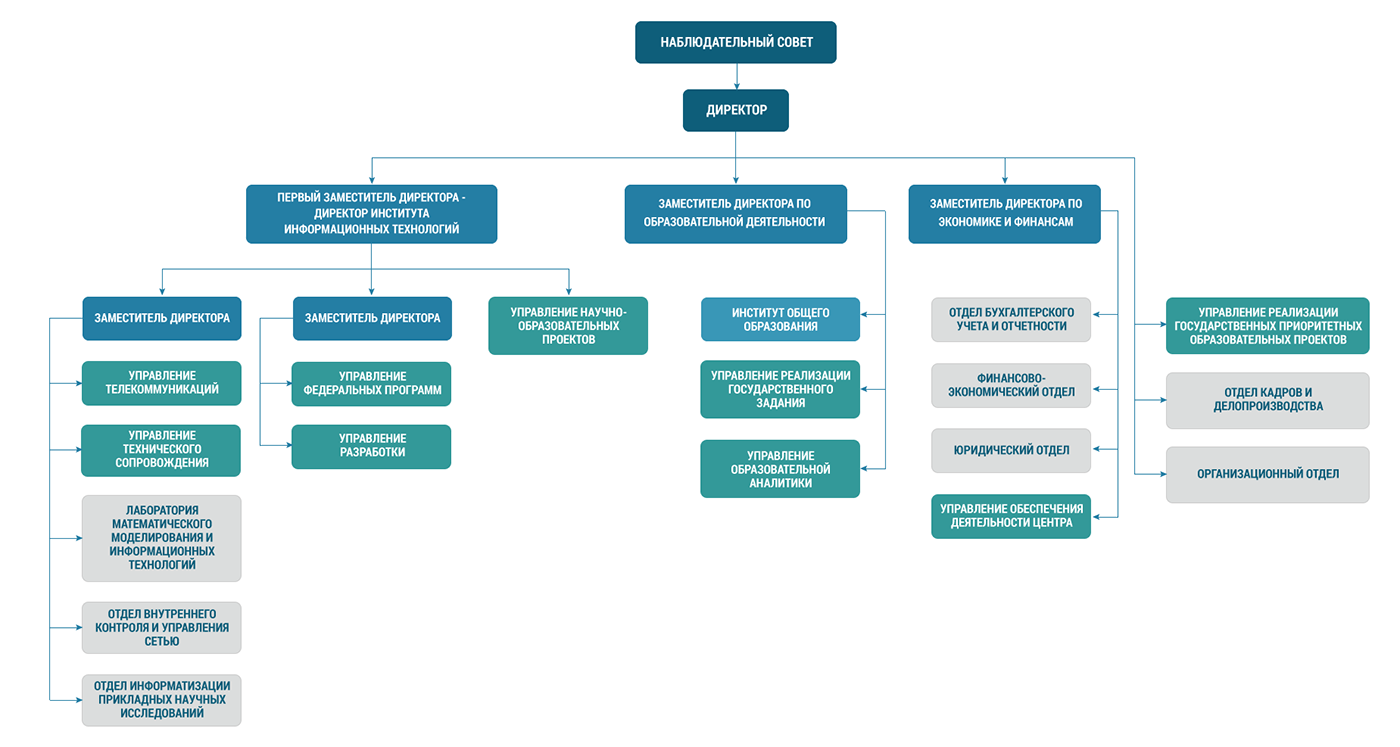 НАБЛЮДАТЕЛЬНЫЙ СОВЕТ
ДИРЕКТОР
ПЕРВЫЙ ЗАМЕСТИТЕЛЬ ДИРЕКТОРА -
ДИРЕКТОР ИНСТИТУТА
ИНФОРМАЦИОННЫХ ТЕХНОЛОГИЙ
ЗАМЕСТИТЕЛЬ ДИРЕКТОРА ПО
ОБРАЗОВАТЕЛЬНОЙ ДЕЯТЕЛЬНОСТИ
ЗАМЕСТИТЕЛЬ ДИРЕКТОРА ПО
ЭКОНОМИКЕ И ФИНАНСАМ
ЗАМЕСТИТЕЛЬ ДИРЕКТОРА
УПРАВЛЕНИЕ
ТЕЛЕКОММУНИКАЦИЙ
УПРАВЛЕНИЕ
ТЕХНИЧЕСКОГО
СОПРОВОЖДЕНИЯ
ЛАБОРАТОРИЯ
МАТЕМАТИЧЕСКОГО
МОДЕЛИРОВАНИЯ И
ИНФОРМАЦИОННЫХ
ТЕХНОЛОГИЙ
ОТДЕЛ ВНУТРЕННЕГО
КОНТРОЛЯ И УПРАВЛЕНИЯ
СЕТЬЮ
ОТДЕЛ ИНФОРМАТИЗАЦИИ
ПРИКЛАДНЫХ НАУЧНЫХ
ИССЛЕДОВАНИЙ
ЗАМЕСТИТЕЛЬ ДИРЕКТОРА
УПРАВЛЕНИЕ
ФЕДЕРАЛЬНЫХ ПРОГРАММ
УПРАВЛЕНИЕ
РАЗРАБОТКИ
УПРАВЛЕНИЕ НАУЧНО-
ОБРАЗОВАТЕЛЬНЫХ
ПРОЕКТОВ
ИНСТИТУТ ОБЩЕГО
ОБРАЗОВАНИЯ
УПРАВЛЕНИЕ РЕАЛИЗАЦИИ
ГОСУДАРСТВЕННОГО
ЗАДАНИЯ
УПРАВЛЕНИЕ
ОБРАЗОВАТЕЛЬНОЙ
АНАЛИТИКИ
ОТДЕЛ БУХГАЛТЕРСКОГО
УЧЕТА И ОТЧЕТНОСТИ
ФИНАНСОВО-
ЭКОНОМИЧЕСКИЙ ОТДЕЛ
ЮРИДИЧЕСКИЙ ОТДЕЛ
УПРАВЛЕНИЕ ОБЕСПЕЧЕНИЯ
ДЕЯТЕЛЬНОСТИ ЦЕНТРА
УПРАВЛЕНИЕ РЕАЛИЗАЦИИ
ГОСУДАРСТВЕННЫХ ПРИОРИТЕТНЫХ
ОБРАЗОВАТЕЛЬНЫХ ПРОЕКТОВ
ОТДЕЛ КАДРОВ И
ДЕЛОПРОИЗВОДСТВА
ОРГАНИЗАЦИОННЫЙ ОТДЕЛ